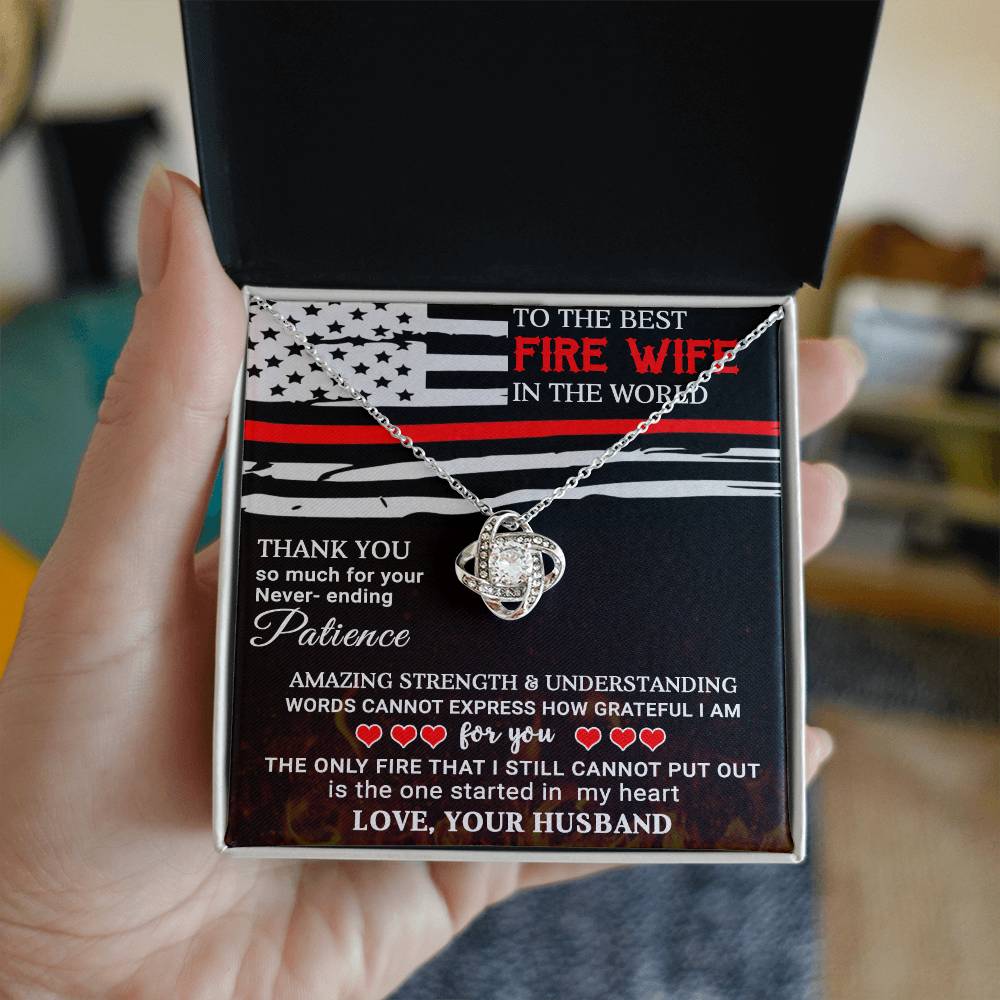 TO THE BEST
FIRE WIFE
IN THE WORLD
THANK YOU
so much for your
Never- ending
Patience
AMAZING STRENGTH & UNDERSTANDING
WORDS CANNOT EXPRESS HOW GRATEFUL I AM
for you
THE ONLY FIRE THAT I STILL CANNOT PUT OUT
is the one started in my heart
LOVE, YOUR HUSBAND